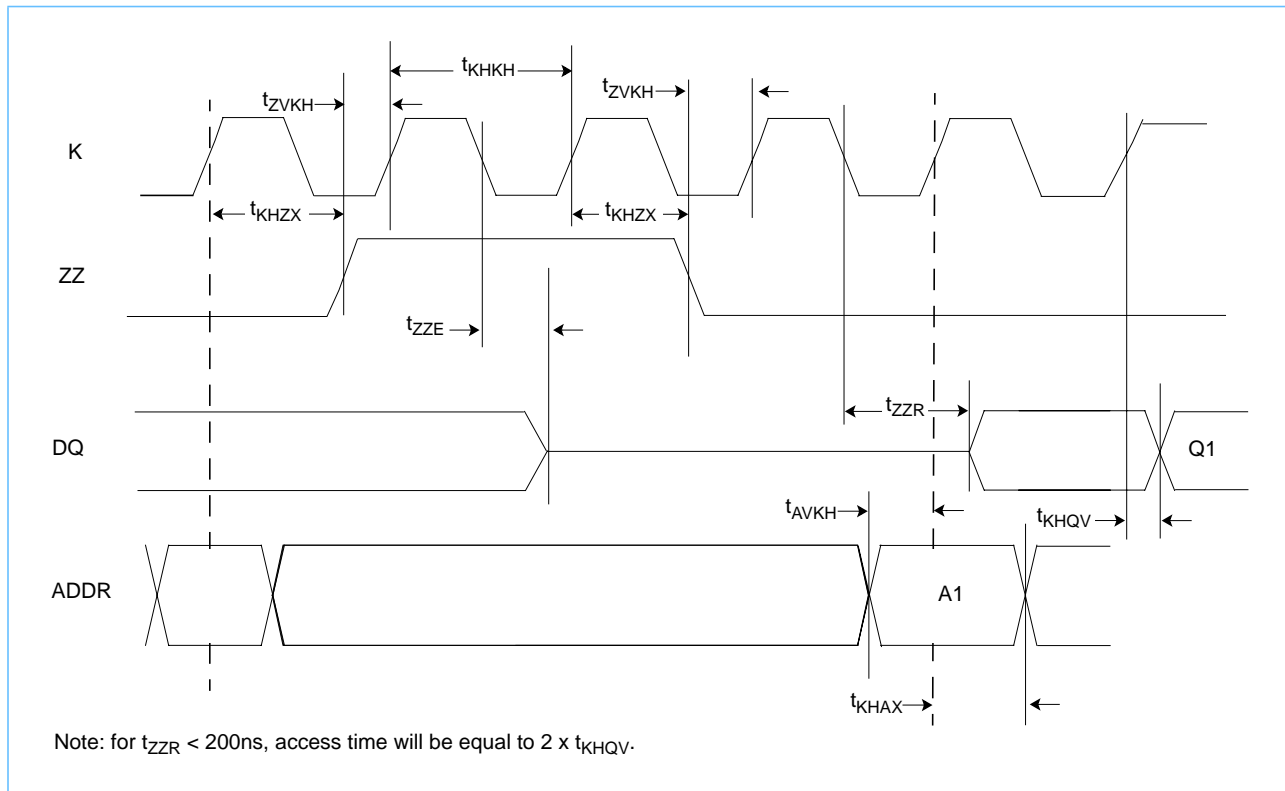 tKHKH
tZVKH
tZVKH
K
tKHZX
tKHZX
ZZ
tZZE
tZZR
DQ
Q1
tAVKH
tKHQV
ADDR
A1
tKHAX
Note: for tZZR < 200ns, access time will be equal to 2 x tKHQV.